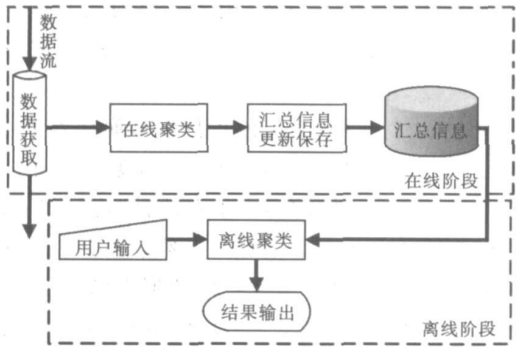 数据流
数据获取
在线聚类
汇总信息
更新保存
汇总信息
在线阶段
用户输入
离线聚类
结果输出
离线阶段